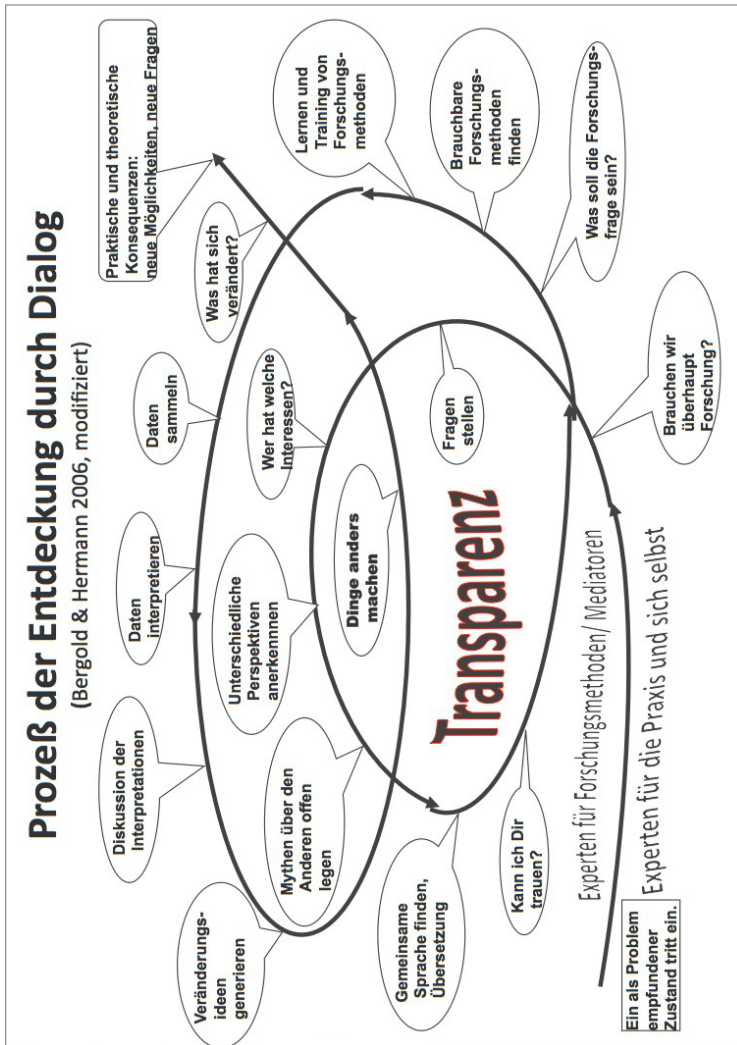 Prozeß der Entdeckung durch Dialog
(Bergold & Hermann 2006, modifiziert)
Praktische und theoretische
Konsequenzen:
neue Möglichkeiten, neue Fragen
Was hat sich
verändert?
Lernen und
Training von
Forschungs-
methoden
Brauchbare
Forschungs-
methoden
finden
Was soll die Forschungs-
frage sein?
Brauchen wir
überhaupt
Forschung?
Daten
sammeln
Wer hat welche
Interessen?
Fragen
stellen
Daten
interpretieren
Unterschiedliche
Perspektiven
anerkennnen
Dinge anders
machen
Transparenz
Diskussion der
Interpretationen
Mythen über den
Anderen offen
legen
Veränderungs-
ideen
generieren
Gemeinsame
Sprache finden,
Übersetzung
Kann ich Dir
trauen?
Experten für Forschungsmethoden/ Mediatoren
Experten für die Praxis und sich selbst
Ein als Problem
empfundener
Zustand tritt ein.